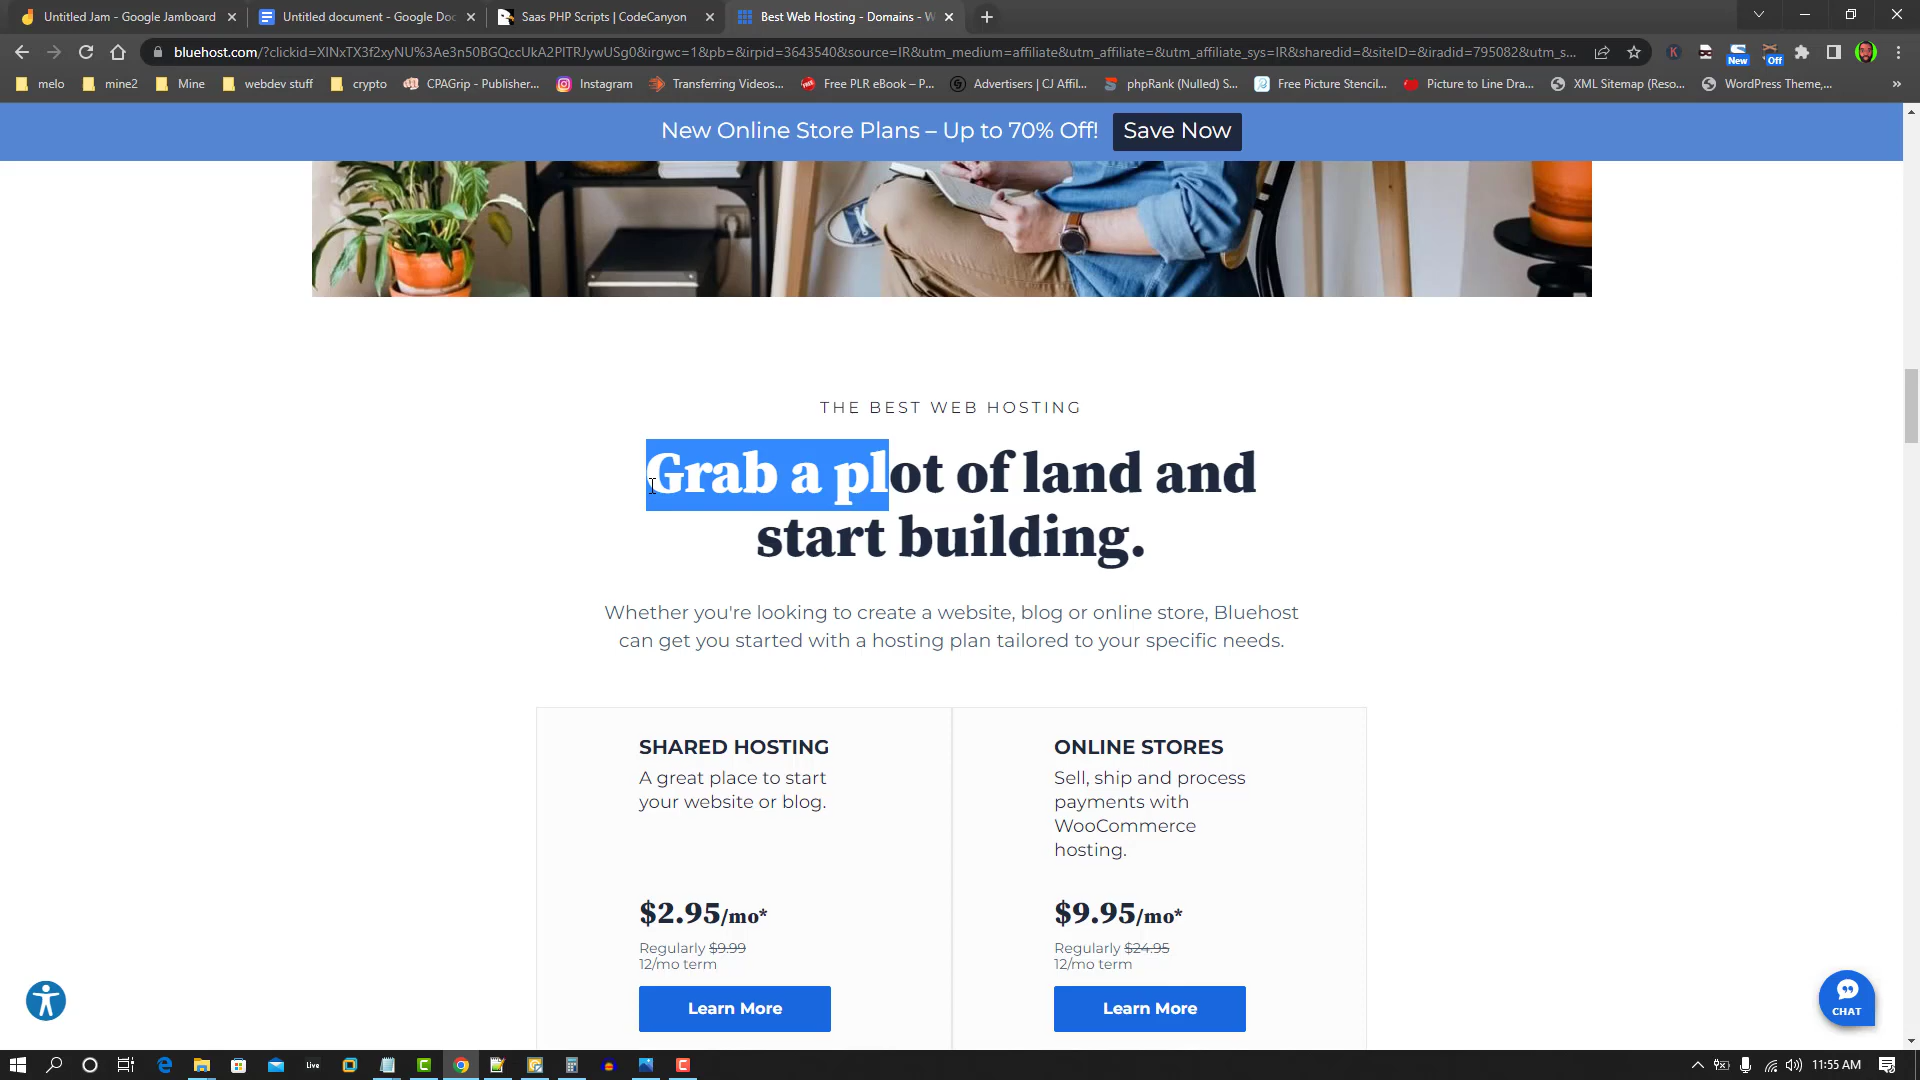 Untitled Jam - Google Jamboard
Untitled document - Google Doc
Saas PHP Scripts | CodeCanyon
Best Web Hosting - Domains - W
bluehost.com/?clickid=XINxTX3f2xyNU%3Ae3n50BGQccUkA2PlTRJywUSg0&irgwc=1&pb=&irpid=3643540&source=IR&utm_medium=affiliate&utm_affiliate=&utm_affiliate_sys=IR&sharedid=&siteID=&iradid=795082&utm_s...
K
New
Off
melo
mine2
Mine
webdev stuff
crypto
CPAGrip - Publisher...
Instagram
Transferring Videos...
Free PLR eBook – P...
Advertisers | CJ Affil...
phpRank (Nulled) S...
Free Picture Stencil...
Picture to Line Dra...
XML Sitemap (Reso...
WordPress Theme,...
»
New Online Store Plans – Up to 70% Off!
Save Now
THE BEST WEB HOSTING
Grab a plot of land and
start building.
Whether you're looking to create a website, blog or online store, Bluehost
can get you started with a hosting plan tailored to your specific needs.
SHARED HOSTING
A great place to start
your website or blog.
$2.95/mo*
Regularly $9.99
12/mo term
Learn More
ONLINE STORES
Sell, ship and process
payments with
WooCommerce
hosting.
$9.95/mo*
Regularly $24.95
12/mo term
Learn More
CHAT
live
11:55 AM